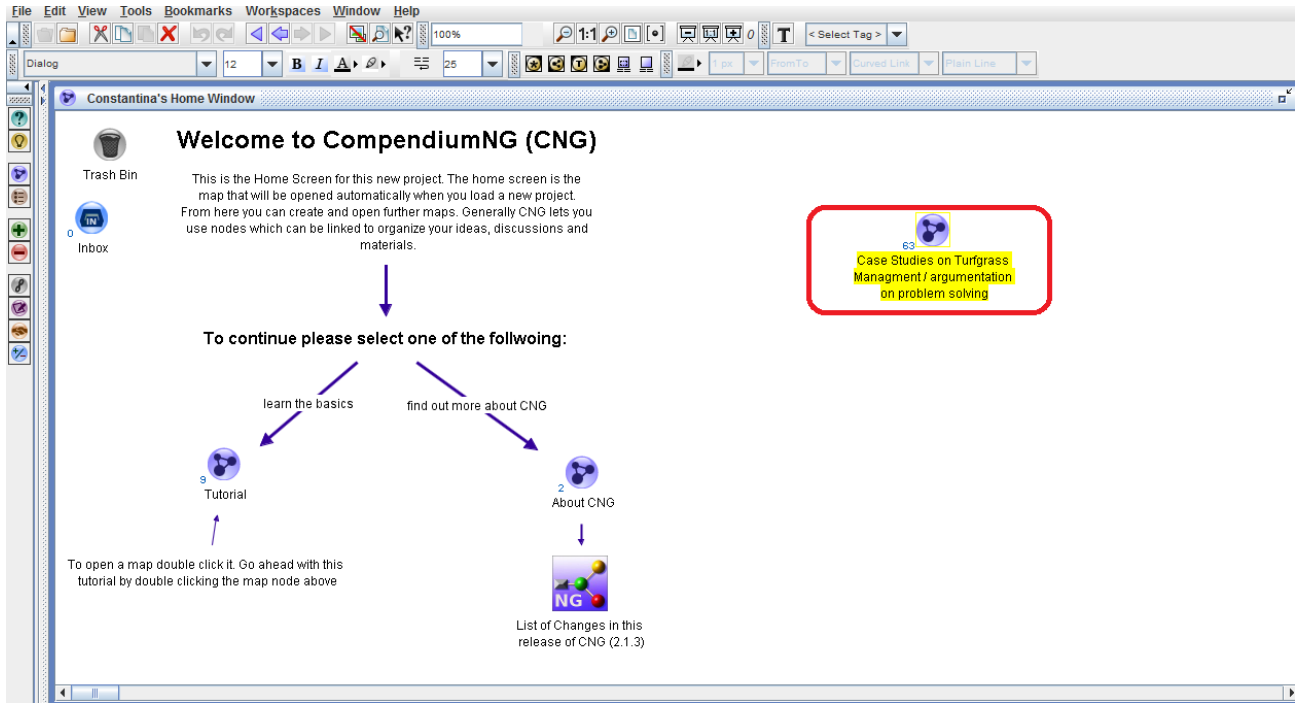 File Edit View Tools Bookmarks Workspaces Window Help
1:1
100%
0
T
< Select Tag >
Dialog
12
B I A
25
1 px
FromTo
Curved Link
Plain Line
Constantina's Home Window
Trash Bin
IN
0
Inbox
Welcome to CompendiumNG (CNG)
This is the Home Screen for this new project. The home screen is the
map that will be opened automatically when you load a new project.
From here you can create and open further maps. Generally CNG lets you
use nodes which can be linked to organize your ideas, discussions and
materials.
To continue please select one of the follwoing:
learn the basics
find out more about CNG
9
Tutorial
To open a map double click it. Go ahead with this
tutorial by double clicking the map node above
2
About CNG
NG
List of Changes in this
release of CNG (2.1.3)
63
Case Studies on Turfgrass
Managment / argumentation
on problem solving